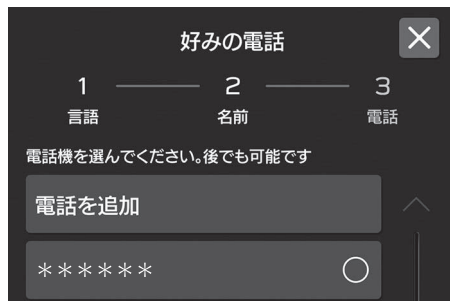 好みの電話
1 2 3
言語 名前 電話
電話機を選んでください。後でも可能です
電話を追加
＊＊＊＊＊＊